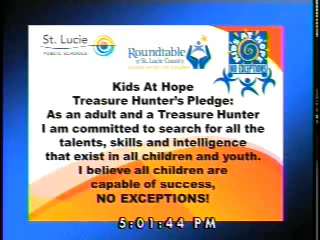 St. Lucie
PUBLIC SCHOOLS
Roundtable
of St. Lucie County
NO EXCEPTIONS
Kids At Hope
Treasure Hunter's Pledge:
As an adult and a Treasure Hunter
I am committed to search for all the
talents, skills and intelligence
that exist in all children and youth.
I believe all children are
capable of success,
NO EXCEPTIONS!
5:01:44 PM